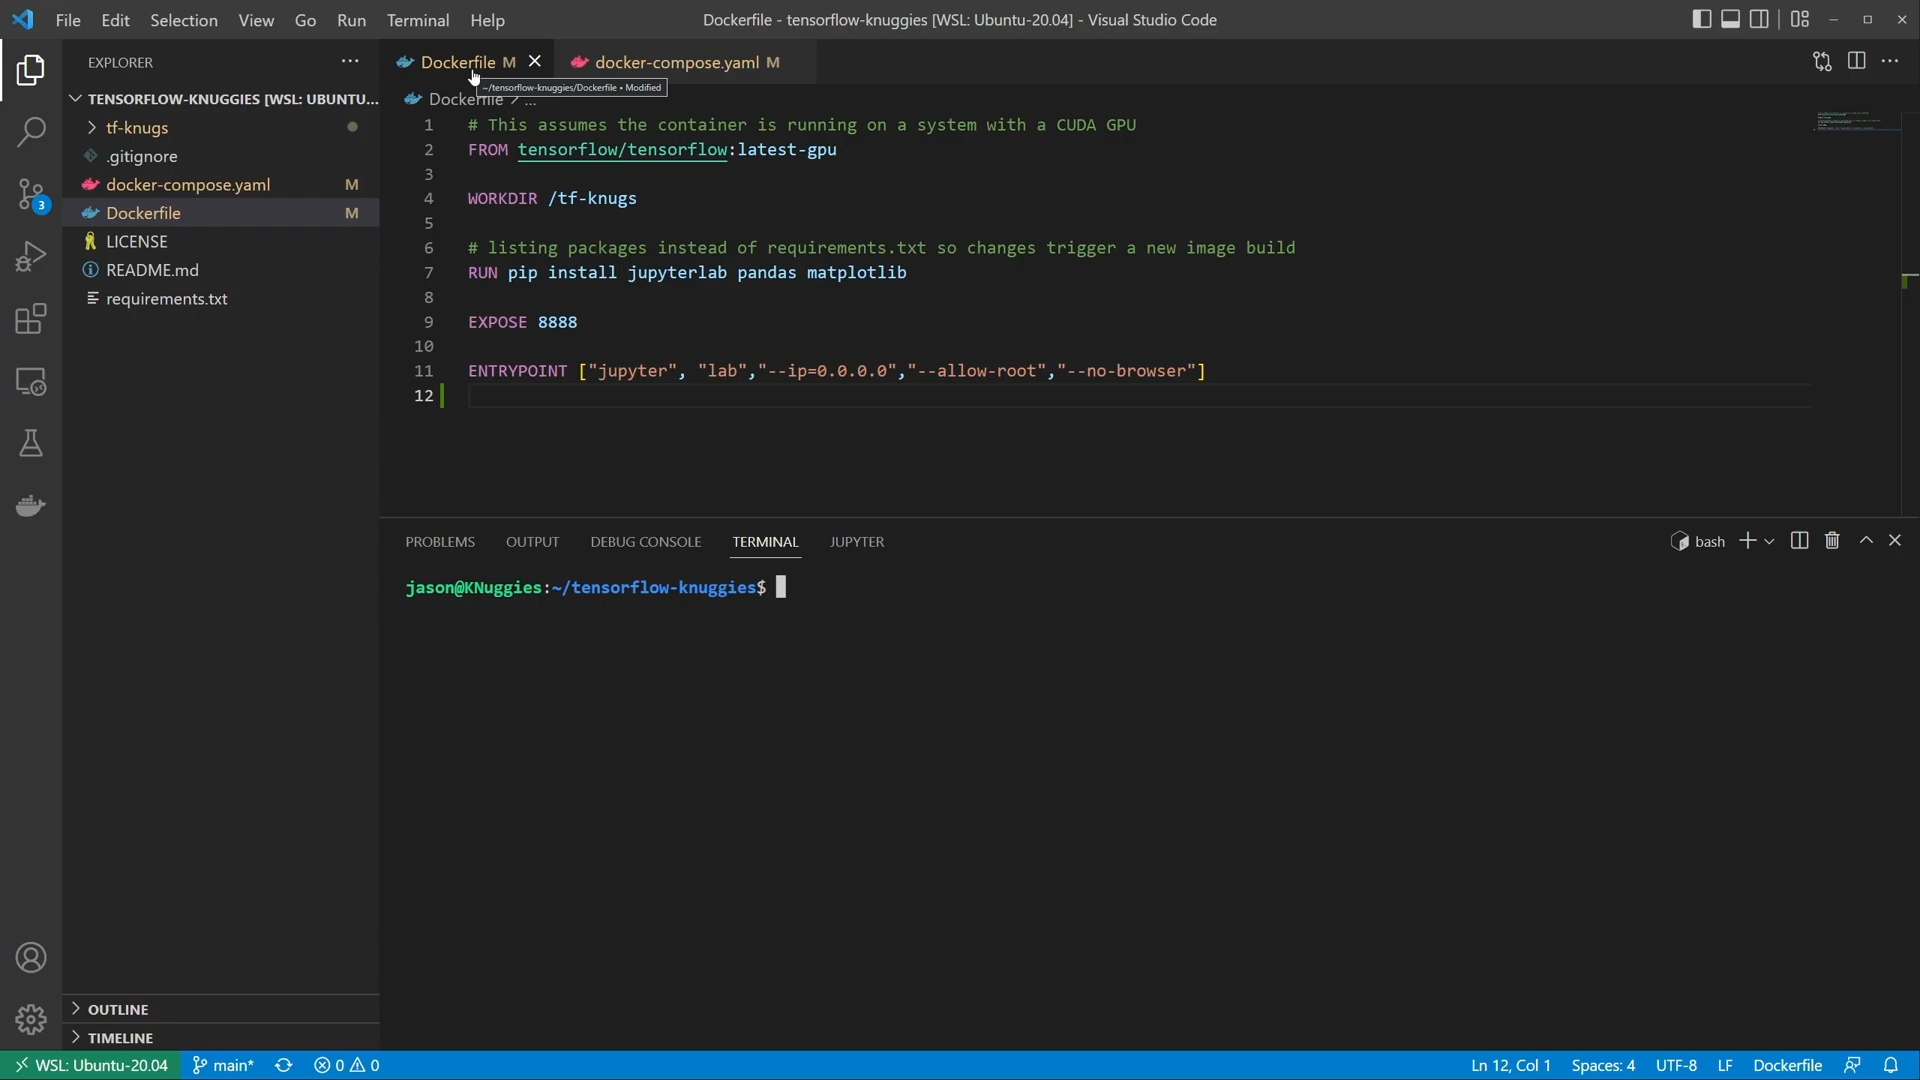 File Edit Selection View Go Run Terminal Help
Dockerfile - tensorflow-knuggies [WSL: Ubuntu-20.04] - Visual Studio Code
EXPLORER
TENSORFLOW-KNUGGIES [WSL: UBUNTU...
tf-knugs
.gitignore
docker-compose.yaml M
Dockerfile M
LICENSE
README.md
requirements.txt
3
OUTLINE
TIMELINE
Dockerfile M
docker-compose.yaml M
~/tensorflow-knuggies/Dockerfile • Modified
Dockerfile > ...
1 # This assumes the container is running on a system with a CUDA GPU
2 FROM tensorflow/tensorflow:latest-gpu
3
4 WORKDIR /tf-knugs
5
6 # listing packages instead of requirements.txt so changes trigger a new image build
7 RUN pip install jupyterlab pandas matplotlib
8
9 EXPOSE 8888
10
11 ENTRYPOINT ["jupyter", "lab","--ip=0.0.0.0","--allow-root","--no-browser"]
12
PROBLEMS OUTPUT DEBUG CONSOLE TERMINAL JUPYTER
bash
jason@KNuggies:~/tensorflow-knuggies$
WSL: Ubuntu-20.04 main* 0 0
Ln 12, Col 1 Spaces: 4 UTF-8 LF Dockerfile